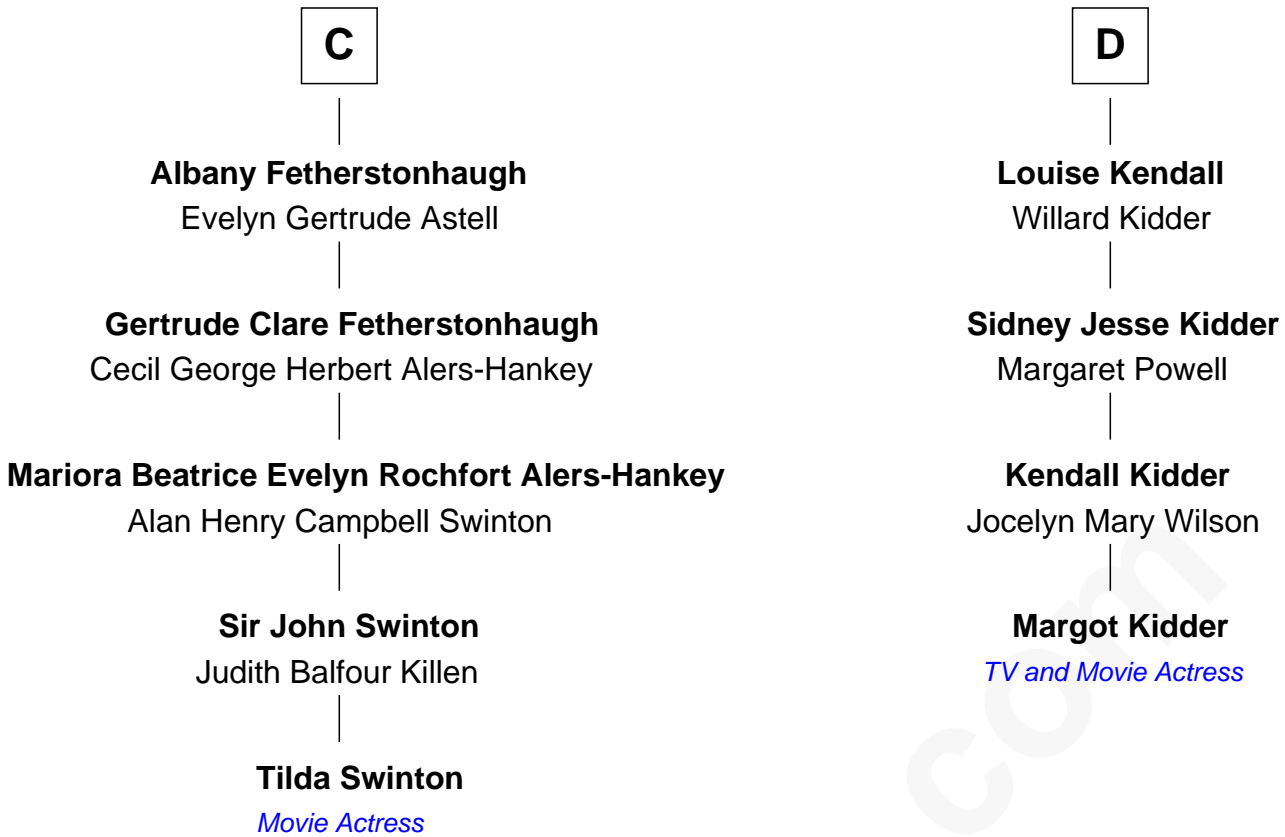 C
Albany Fetherstonhaugh
Evelyn Gertrude Astell
Gertrude Clare Fetherstonhaugh
Cecil George Herbert Alers-Hankey
Mariora Beatrice Evelyn Rochfort Alers-Hankey
Alan Henry Campbell Swinton
Sir John Swinton
Judith Balfour Killen
Tilda Swinton
Movie Actress
D
Louise Kendall
Willard Kidder
Sidney Jesse Kidder
Margaret Powell
Kendall Kidder
Jocelyn Mary Wilson
Margot Kidder
TV and Movie Actress
com